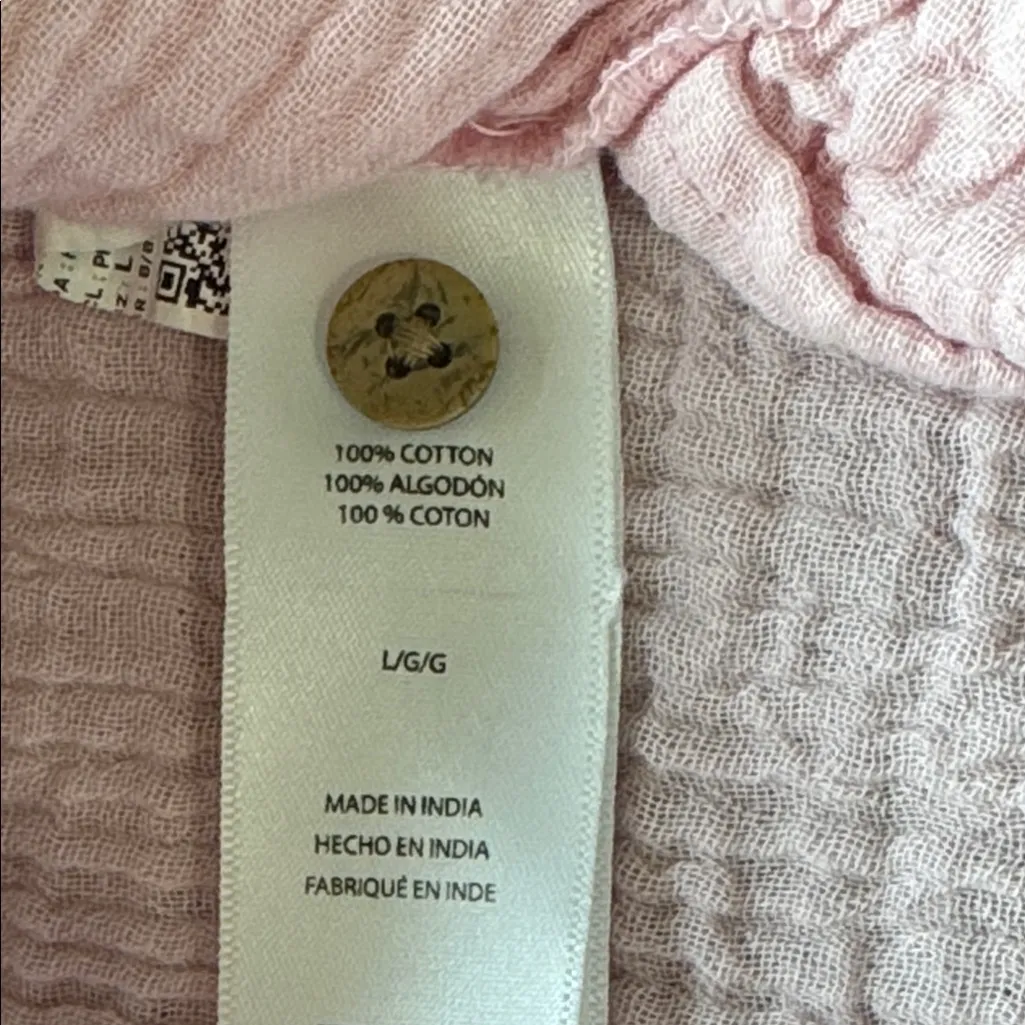 100% COTTON
100% ALGODÓN
100 % COTON
L/G/G
MADE IN INDIA
HECHO EN INDIA
FABRIQUÉ EN INDE